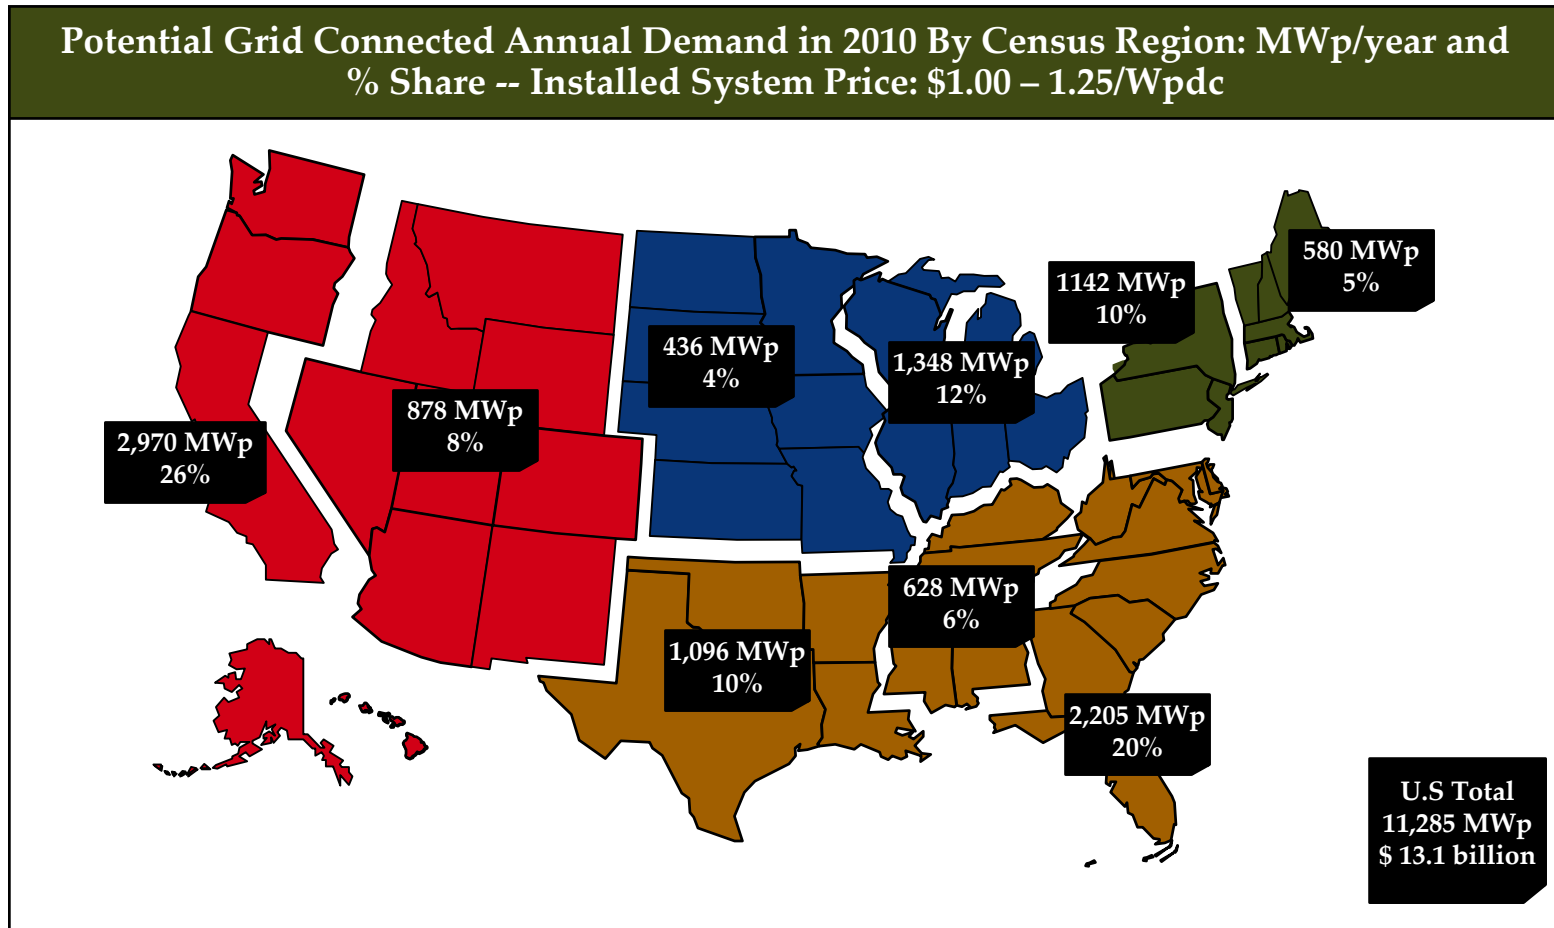 Potential Grid Connected Annual Demand in 2010 By Census Region: MWp/year and
% Share -- Installed System Price: $1.00 – 1.25/Wpdc
580 MWp
5%
1142 MWp
10%
436 MWp
4%
1,348 MWp
12%
878 MWp
8%
2,970 MWp
26%
628 MWp
6%
1,096 MWp
10%
2,205 MWp
20%
U.S Total
11,285 MWp
$ 13.1 billion